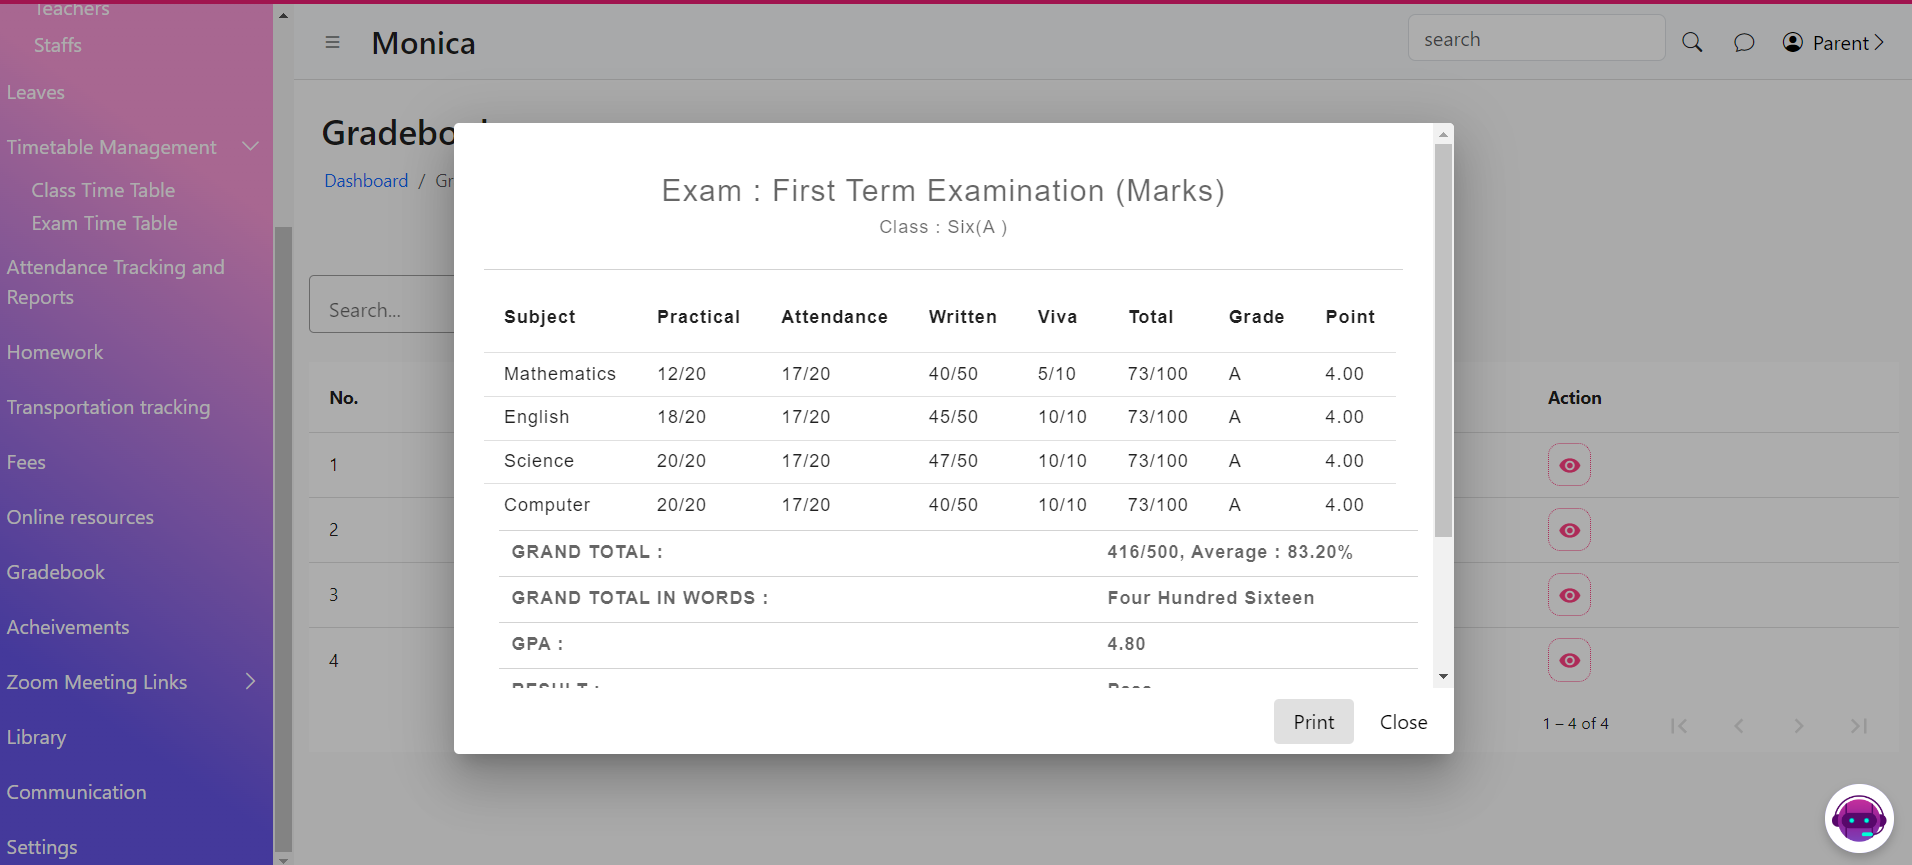 Teachers
Staffs
Leaves
Timetable Management
Class Time Table
Exam Time Table
Attendance Tracking and
Reports
Homework
Transportation tracking
Fees
Online resources
Gradebook
Acheivements
Zoom Meeting Links
Library
Communication
Settings
Monica
search
Parent
Dashboard /
Search...
No.
Action
1
2
3
4
1 – 4 of 4
Exam : First Term Examination (Marks)
Class : Six(A )
Subject Practical Attendance Written Viva Total Grade Point
Mathematics 12/20 17/20 40/50 5/10 73/100 A 4.00
English 18/20 17/20 45/50 10/10 73/100 A 4.00
Science 20/20 17/20 47/50 10/10 73/100 A 4.00
Computer 20/20 17/20 40/50 10/10 73/100 A 4.00
GRAND TOTAL : 416/500, Average : 83.20%
GRAND TOTAL IN WORDS : Four Hundred Sixteen
GPA : 4.80
Print Close